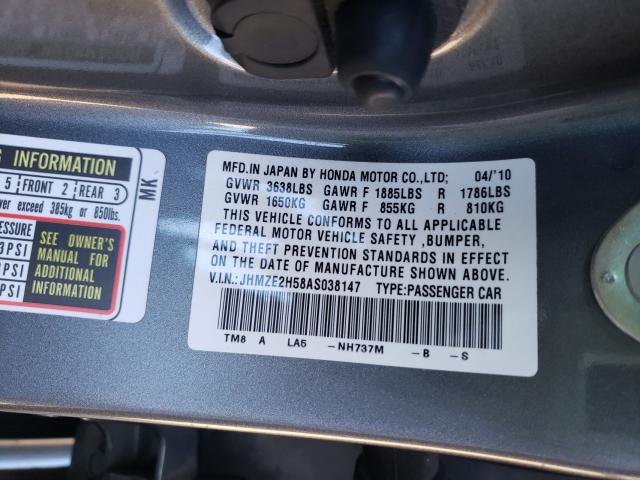 G INFORMATION
5 FRONT 2 REAR 3
ver exceed 385kg or 850lbs.
PRESSURE
3PSI
PSI
PSI
SEE OWNER'S
MANUAL FOR
ADDITIONAL
INFORMATION
MK
MFD.IN JAPAN BY HONDA MOTOR CO.,LTD; 04/'10
GVWR 3638LBS GAWR F 1885LBS R 1786LBS
GVWR 1650KG GAWR F 855KG R 810KG
THIS VEHICLE CONFORMS TO ALL APPLICABLE
FEDERAL MOTOR VEHICLE SAFETY ,BUMPER,
AND THEFT PREVENTION STANDARDS IN EFFECT
ON THE DATE OF MANUFACTURE SHOWN ABOVE.
V.I.N.: JHMZE2H58AS038147 TYPE:PASSENGER CAR
TM8 A LA5 -NH737M -B -S